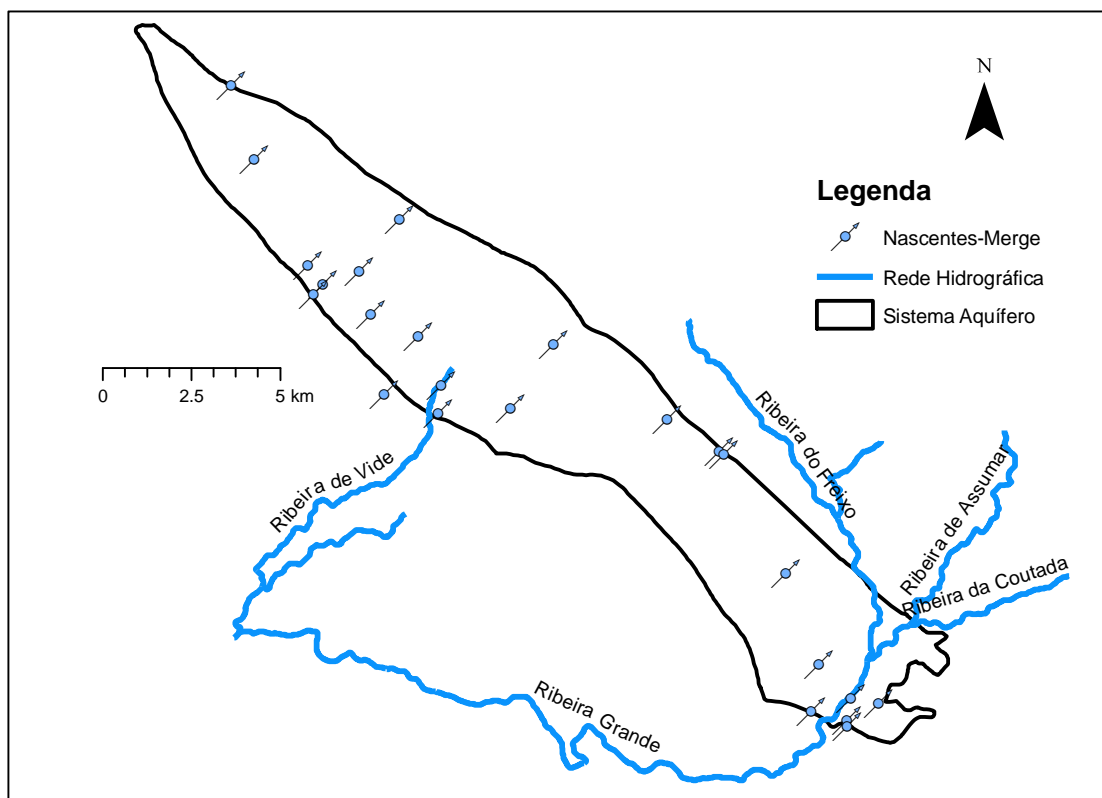 N
Legenda
Nascentes-Merge
Rede Hidrográfica
Sistema Aquífero
0 2.5 5 km
Ribeira do Freixo
Ribeira de Vide
Ribeira de Assumar
Ribeira da Coutada
Ribeira Grande